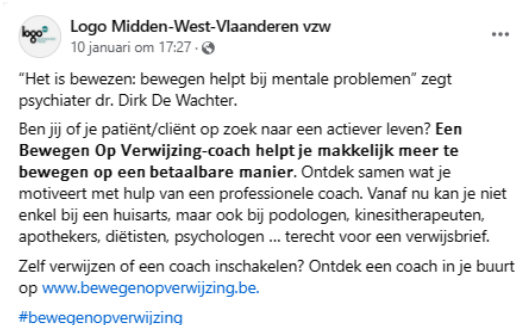 logo
Logo Midden-West-Vlaanderen vzw
10 januari om 17:27 ·
"Het is bewezen: bewegen helpt bij mentale problemen" zegt
psychiater dr. Dirk De Wachter.
Ben jij of je patiënt/cliënt op zoek naar een actiever leven? Een
Bewegen Op Verwijzing-coach helpt je makkelijk meer te
bewegen op een betaalbare manier. Ontdek samen wat je
motiveert met hulp van een professionele coach. Vanaf nu kan je niet
enkel bij een huisarts, maar ook bij podologen, kinesitherapeuten,
apothekers, diëtisten, psychologen ... terecht voor een verwijsbrief.
Zelf verwijzen of een coach inschakelen? Ontdek een coach in je buurt
op www.bewegenopverwijzing.be.
#bewegenopverwijzing